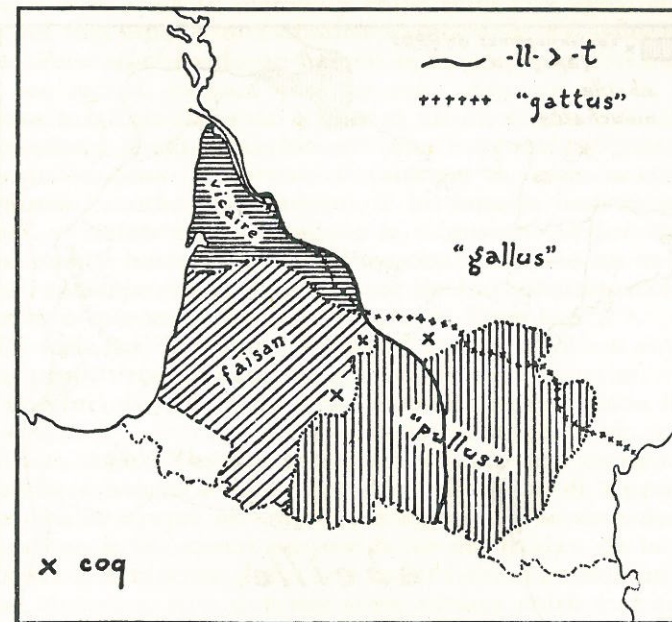 -ll- > -t
"gattus"
vicaire
"gallus"
faisan
"pullus"
x coq